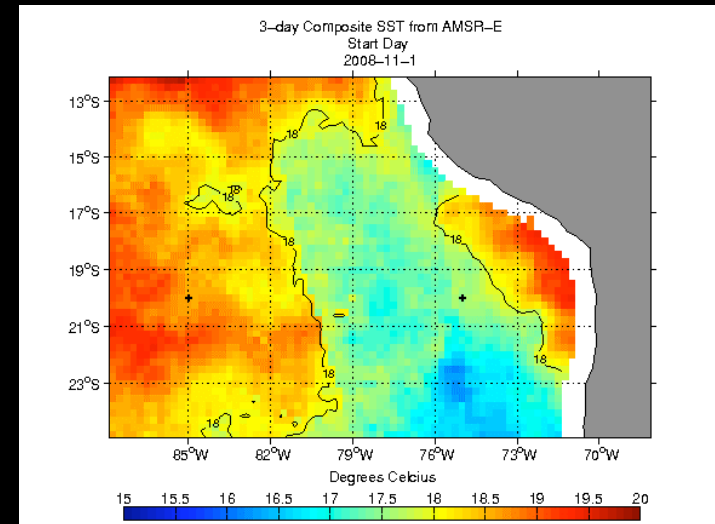 3-day Composite SST from AMSR-E
Start Day
2008-11-1
13°S
15°S
17°S
19°S
21°S
23°S
18
18
18
18
18
18
18
18
18
85°W 82°W 79°W 76°W 73°W 70°W
Degrees Celcius
15 15.5 16 16.5 17 17.5 18 18.5 19 19.5 20